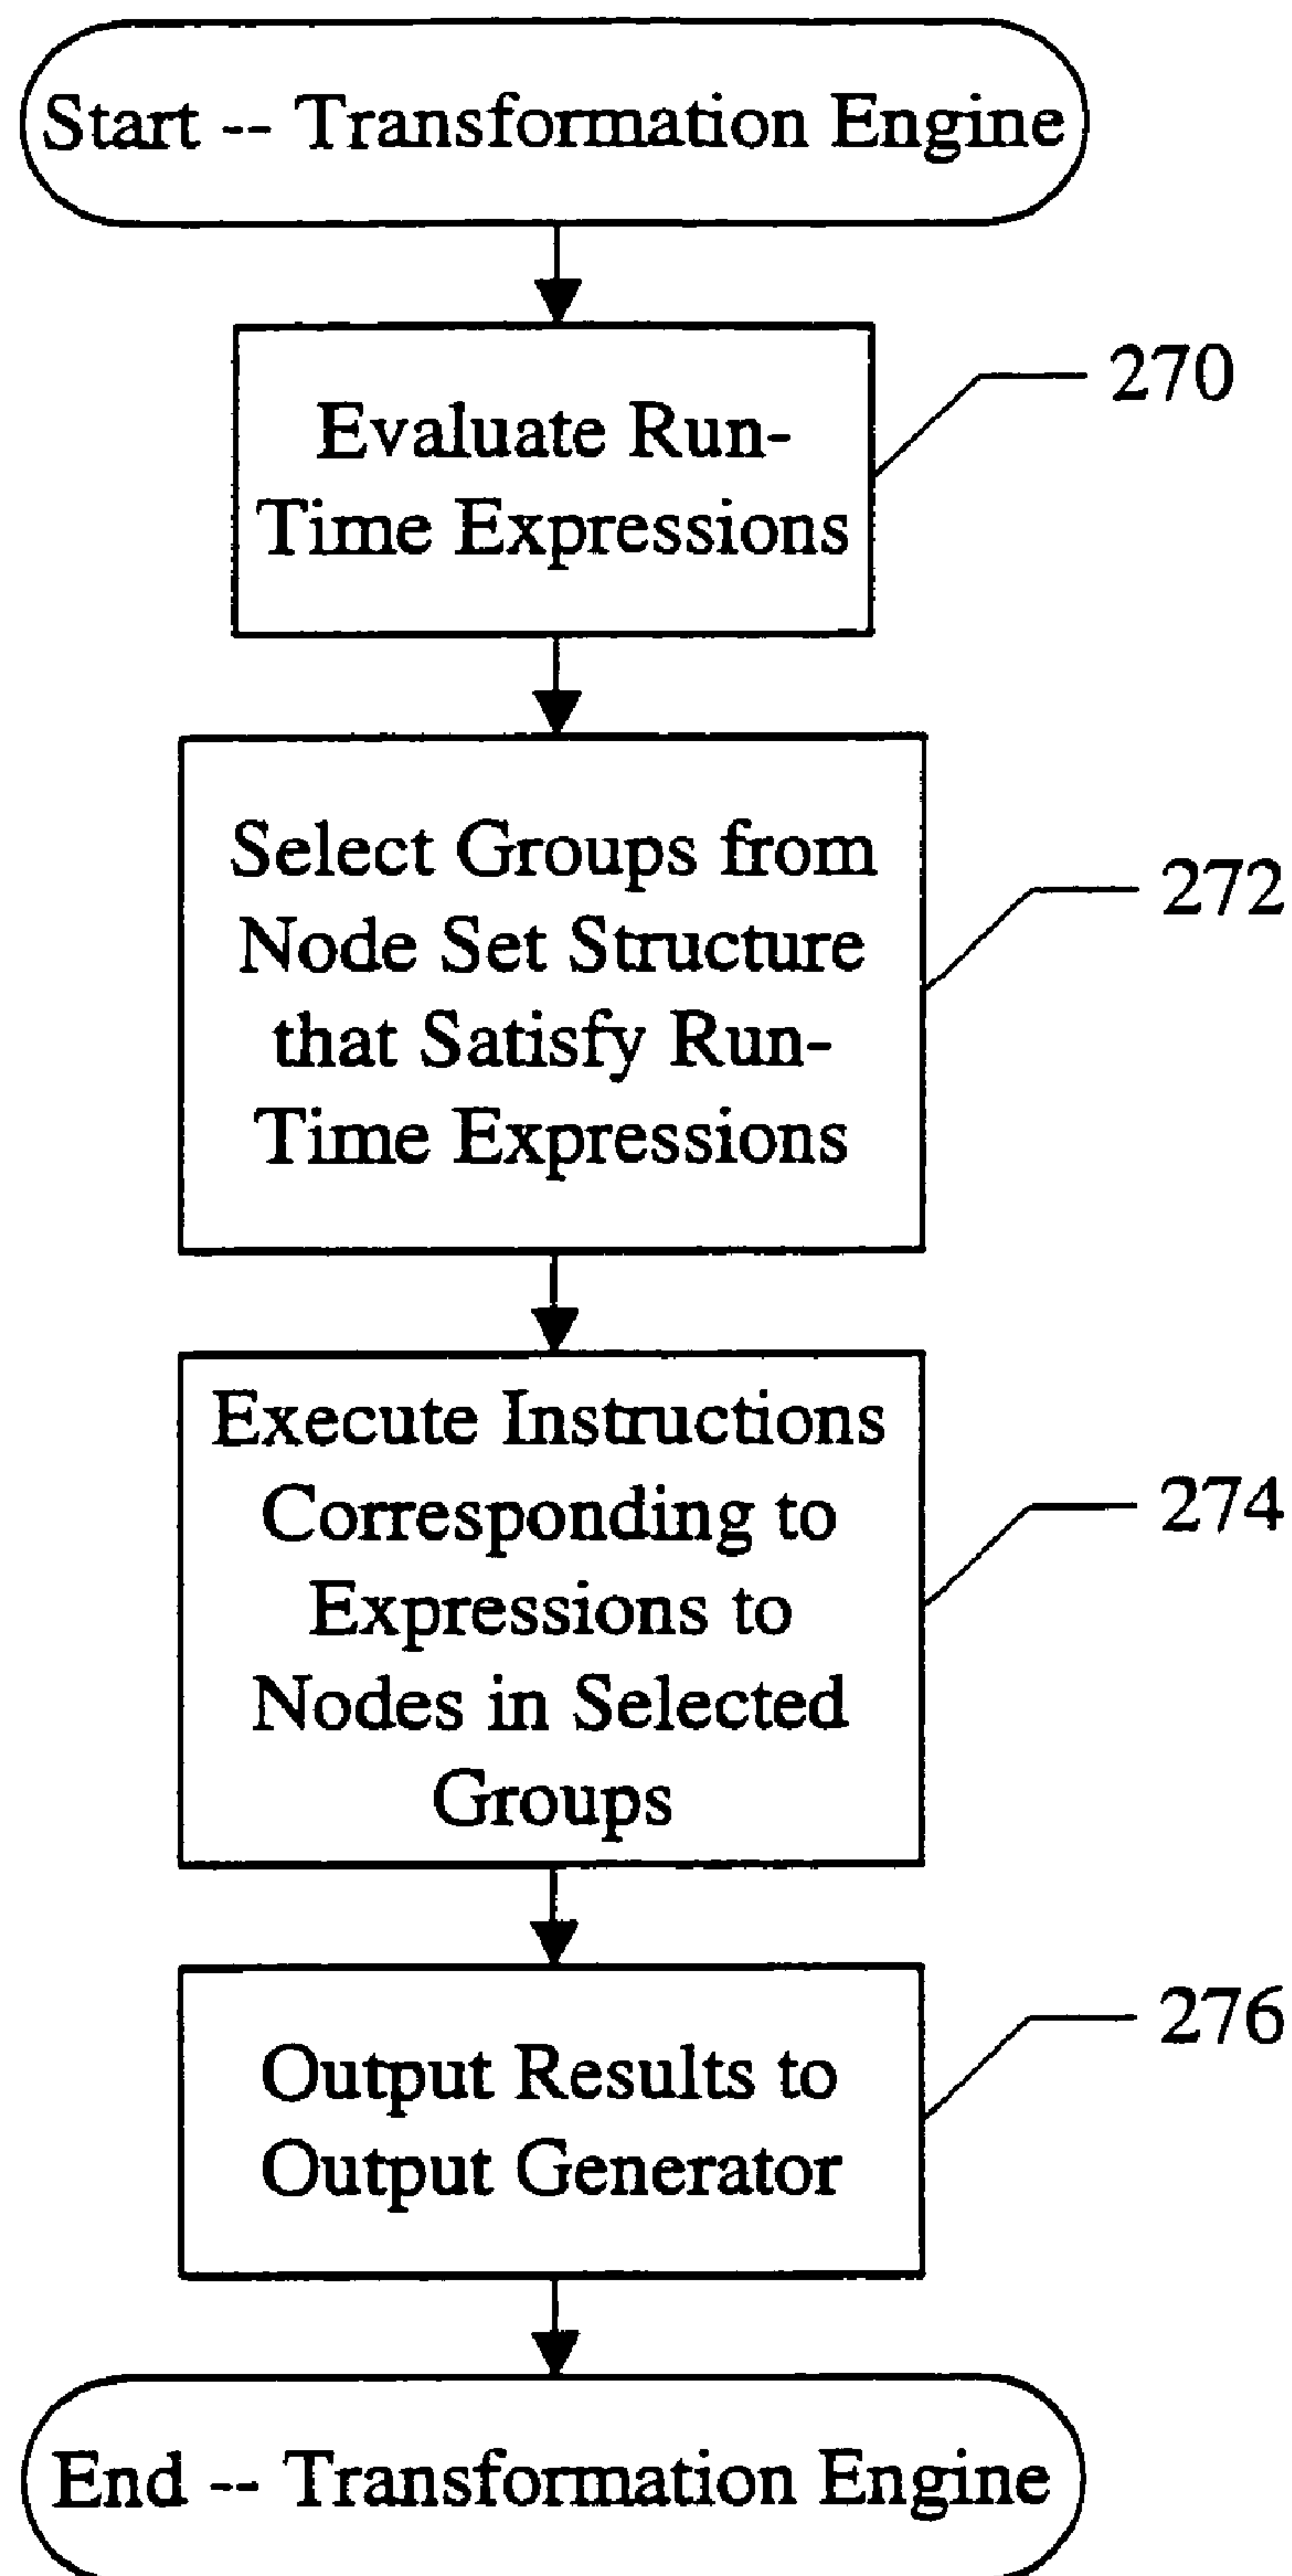 Start -- Transformation Engine
Evaluate Run-
Time Expressions
270
Select Groups from
Node Set Structure
that Satisfy Run-
Time Expressions
272
Execute Instructions
Corresponding to
Expressions to
Nodes in Selected
Groups
274
Output Results to
Output Generator
276
End -- Transformation Engine